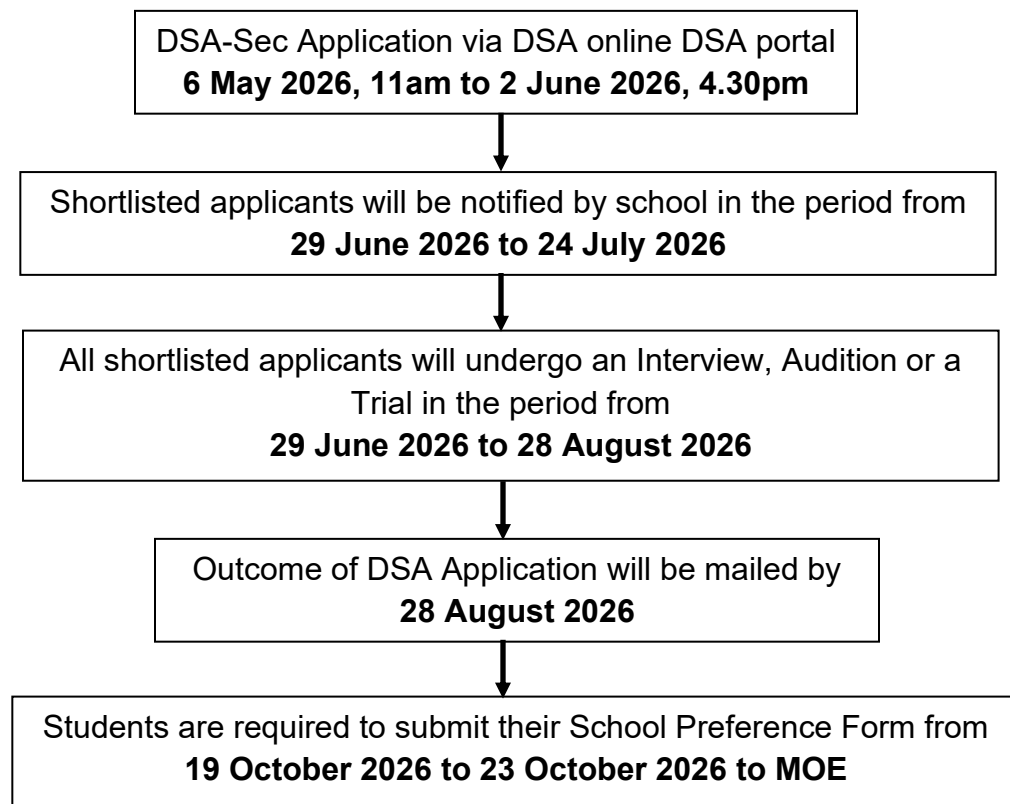 DSA-Sec Application via DSA online DSA portal
6 May 2026, 11am to 2 June 2026, 4.30pm
Shortlisted applicants will be notified by school in the period from
29 June 2026 to 24 July 2026
All shortlisted applicants will undergo an Interview, Audition or a
Trial in the period from
29 June 2026 to 28 August 2026
Outcome of DSA Application will be mailed by
28 August 2026
Students are required to submit their School Preference Form from
19 October 2026 to 23 October 2026 to MOE